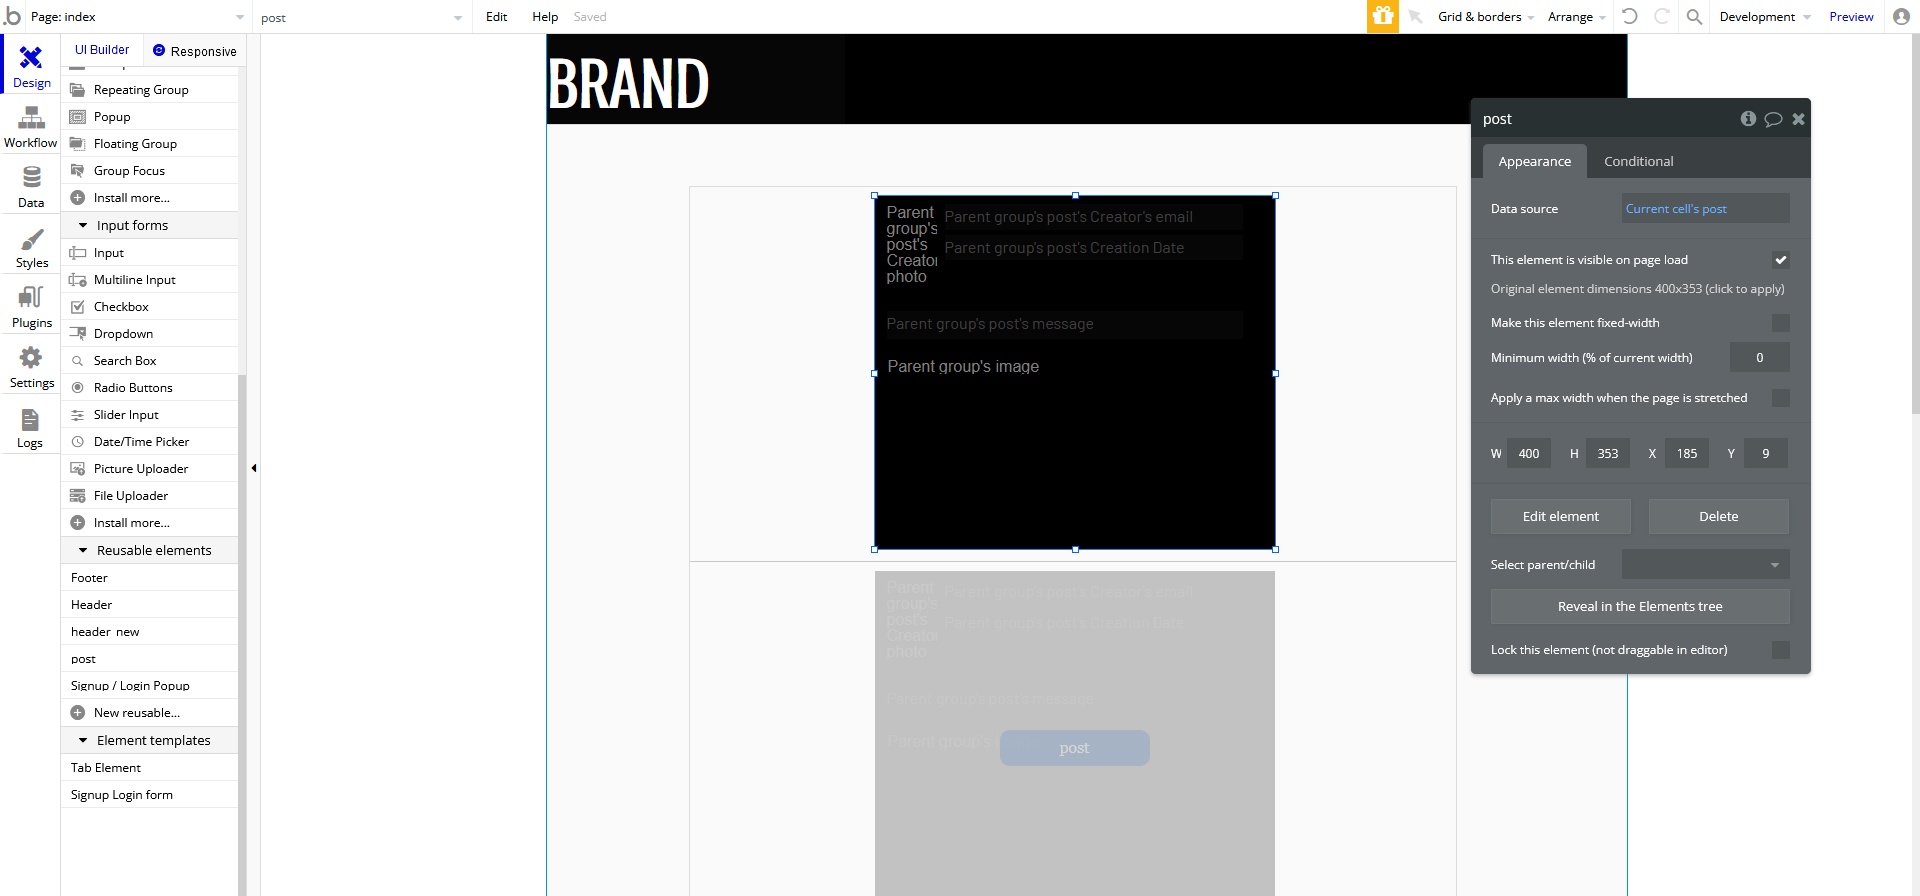 .b
Page: index
post
Edit
Help
Saved
Grid & borders
Arrange
Development
Preview
Design
Workflow
Data
Styles
Plugins
Settings
Logs
UI Builder
Responsive
Repeating Group
Popup
Floating Group
Group Focus
Install more...
Input forms
Input
Multiline Input
Checkbox
Dropdown
Search Box
Radio Buttons
Slider Input
Date/Time Picker
Picture Uploader
File Uploader
Install more...
Reusable elements
Footer
Header
header new
post
Signup / Login Popup
New reusable...
Element templates
Tab Element
Signup Login form
BRAND
Parent
group's
post's
Creator
photo
Parent group's post's Creator's email
Parent group's post's Creation Date
Parent group's post's message
Parent group's image
Parent
group's
post's
Creator
photo
Parent group's post's Creator's email
Parent group's post's Creation Date
Parent group's post's message
Parent group's
post
post
Appearance
Conditional
Data source
Current cell's post
This element is visible on page load
Original element dimensions 400x353 (click to apply)
Make this element fixed-width
Minimum width (% of current width)
0
Apply a max width when the page is stretched
W 400 H 353 X 185 Y 9
Edit element
Delete
Select parent/child
Reveal in the Elements tree
Lock this element (not draggable in editor)